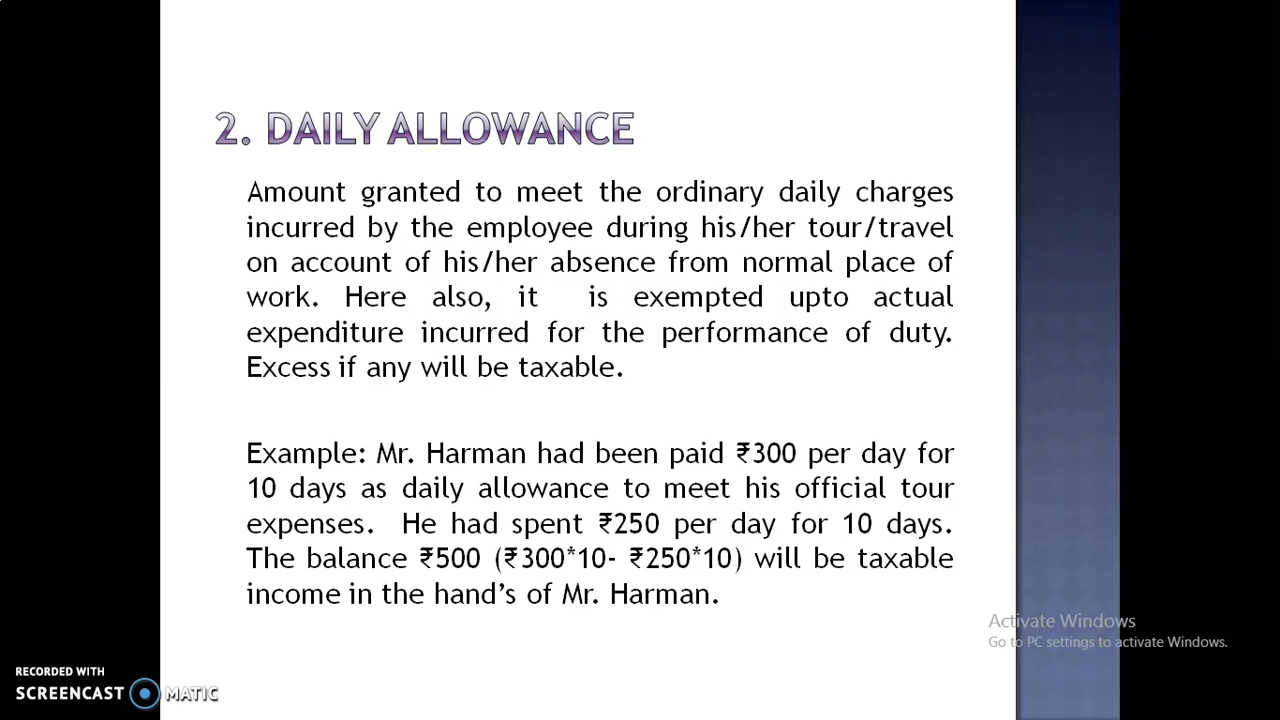 2. DAILY ALLOWANCE
Amount granted to meet the ordinary daily charges
incurred by the employee during his/her tour/travel
on account of his/her absence from normal place of
work. Here also, it is exempted upto actual
expenditure incurred for the performance of duty.
Excess if any will be taxable.
Example: Mr. Harman had been paid ₹300 per day for
10 days as daily allowance to meet his official tour
expenses. He had spent ₹250 per day for 10 days.
The balance ₹500 (₹300*10- ₹250*10) will be taxable
income in the hand’s of Mr. Harman.
Activate Windows
Go to PC settings to activate Windows.
RECORDED WITH
SCREENCAST MATIC